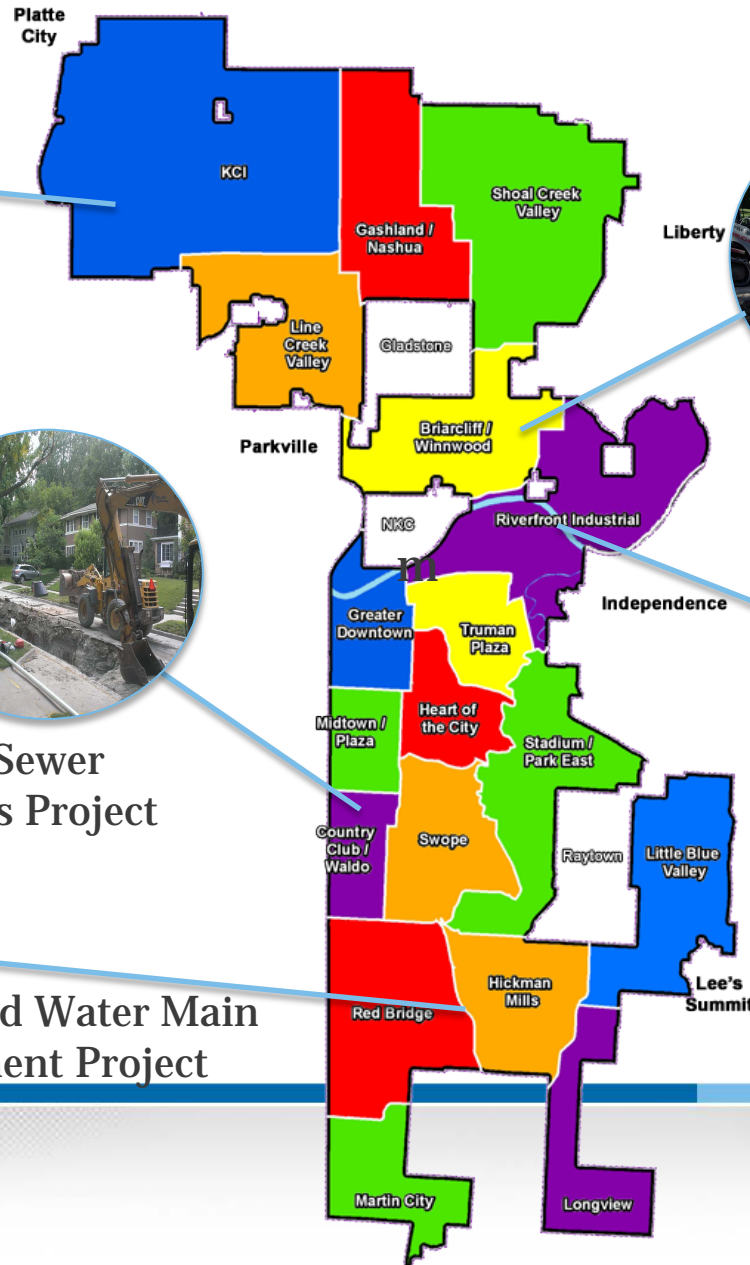 Platte
City
KCI
Gashland /
Nashua
Shoal Creek
Valley
Liberty
Line
Creek
Valley
Gladstone
Parkville
Briarcliff /
Winnwood
NKC
Riverfront Industrial
m
Independence
Greater
Downtown
Truman
Plaza
Heart of
the City
Midtown /
Plaza
Stadium /
Park East
Sewer
s Project
Country
Club /
Waldo
Swope
Raytown
Little Blue
Valley
Hickman
Mills
Lee's
Summit
Red Bridge
d Water Main
ent Project
Martin City
Longview